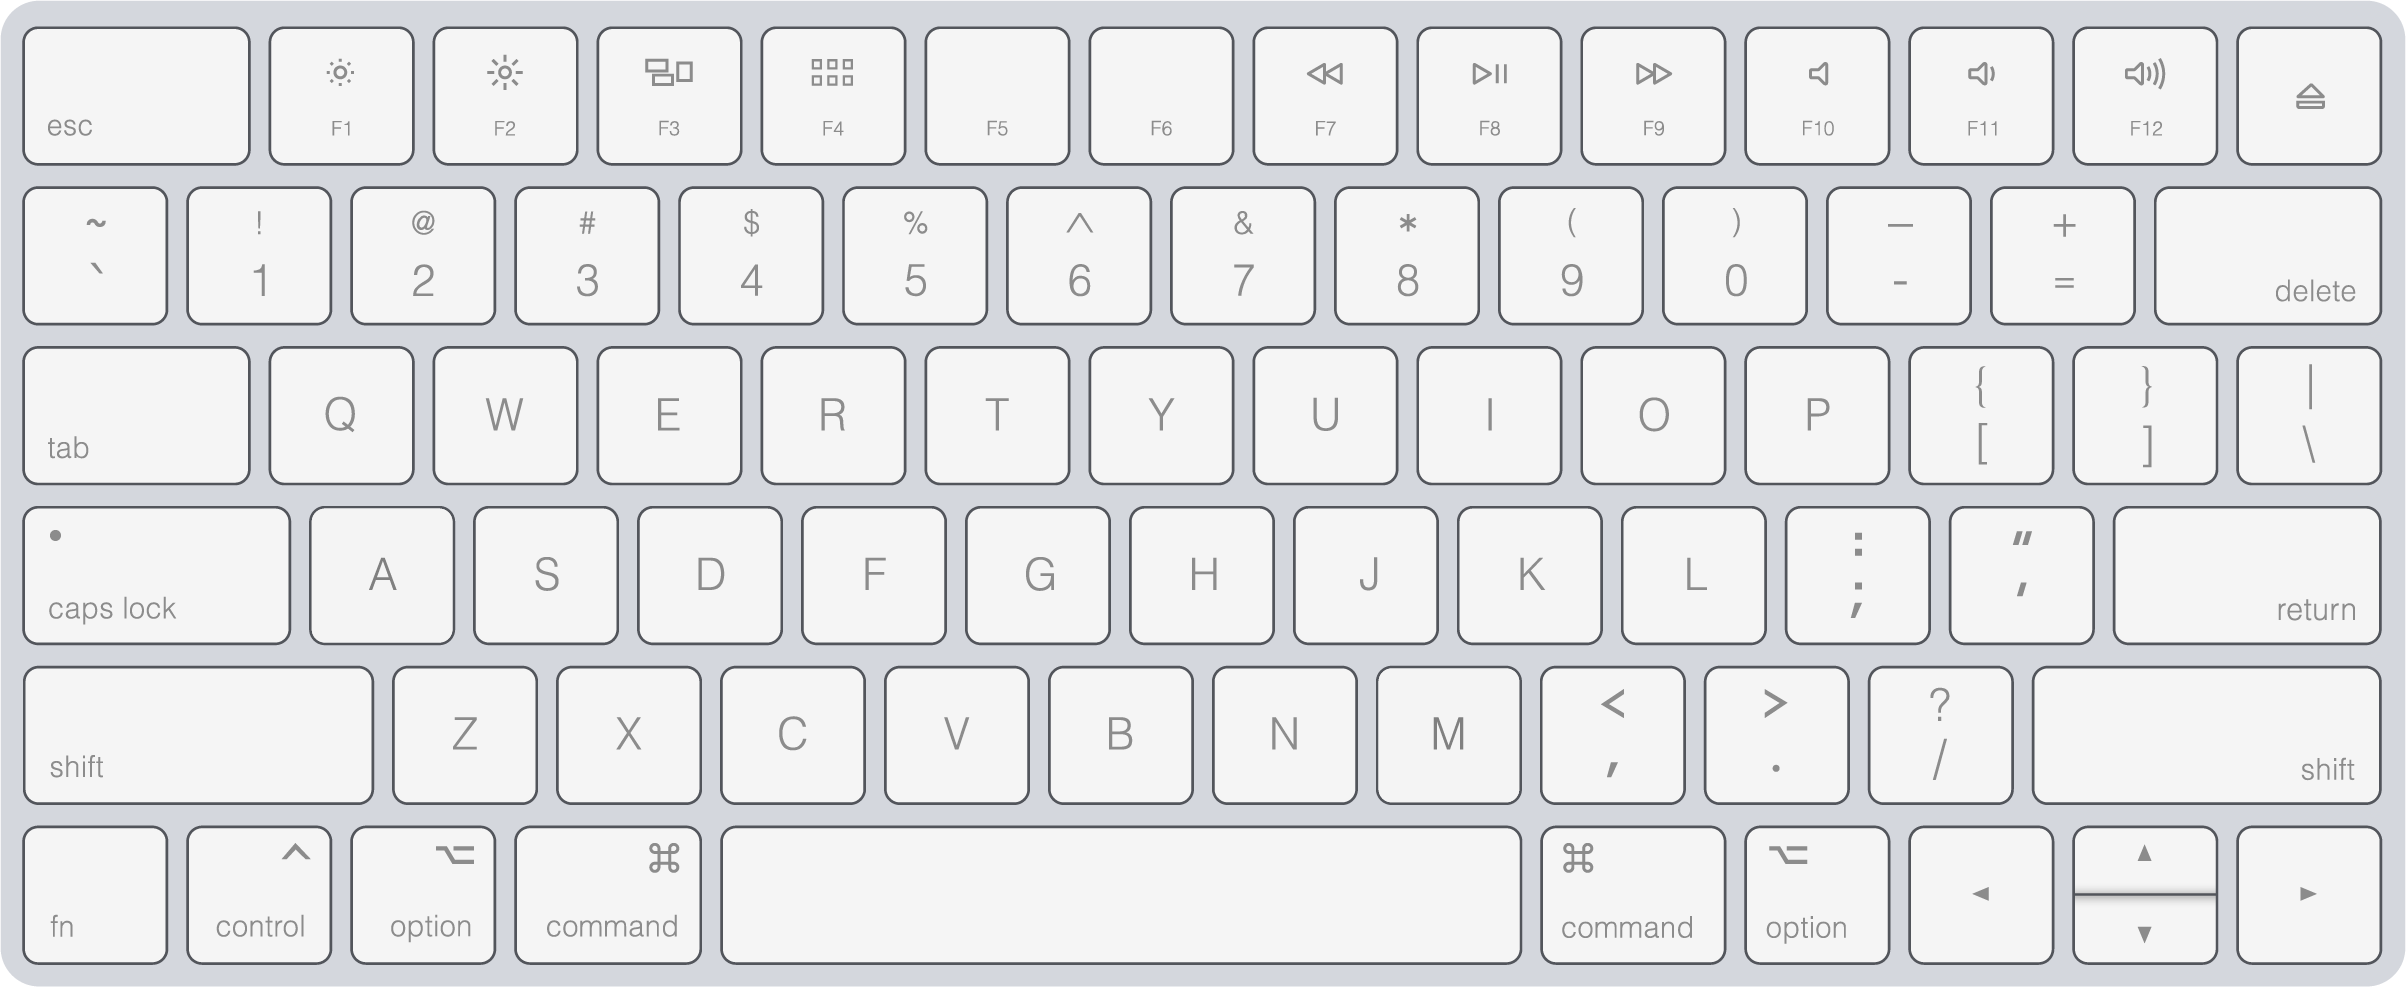 esc F1 F2 F3 F4 F5 F6 F7 F8 F9 F10 F11 F12
~ ! @ # $ % ^ & * ( ) — +
` 1 2 3 4 5 6 7 8 9 0 - = delete
tab Q W E R T Y U I O P { [ } ] | \
caps lock A S D F G H J K L : ; " ' return
shift Z X C V B N M < , > . ? / shift
fn ^ control ⌥ option ⌘ command ⌘ command ⌥ option ◀ ▲ ▼ ▶